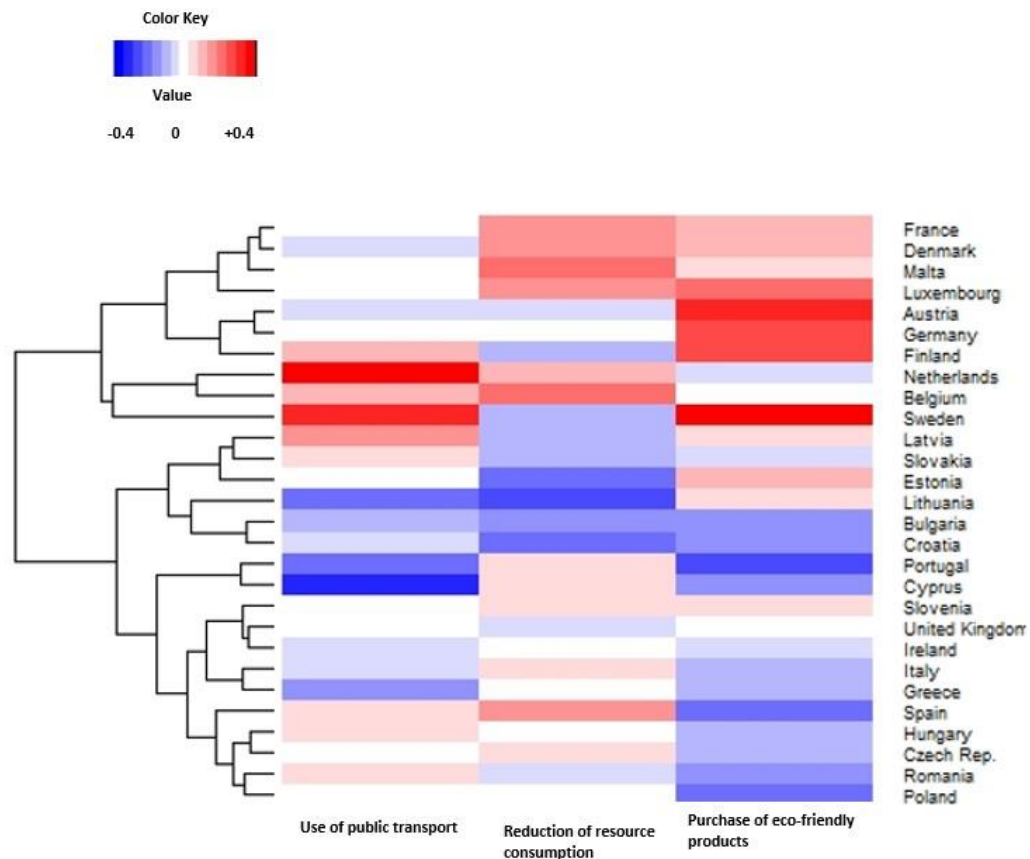 Color Key
Value
-0.4 0 +0.4
France
Denmark
Malta
Luxembourg
Austria
Germany
Finland
Netherlands
Belgium
Sweden
Latvia
Slovakia
Estonia
Lithuania
Bulgaria
Croatia
Portugal
Cyprus
Slovenia
United Kingdom
Ireland
Italy
Greece
Spain
Hungary
Czech Rep.
Romania
Poland
Use of public transport
Reduction of resource
consumption
Purchase of eco-friendly
products